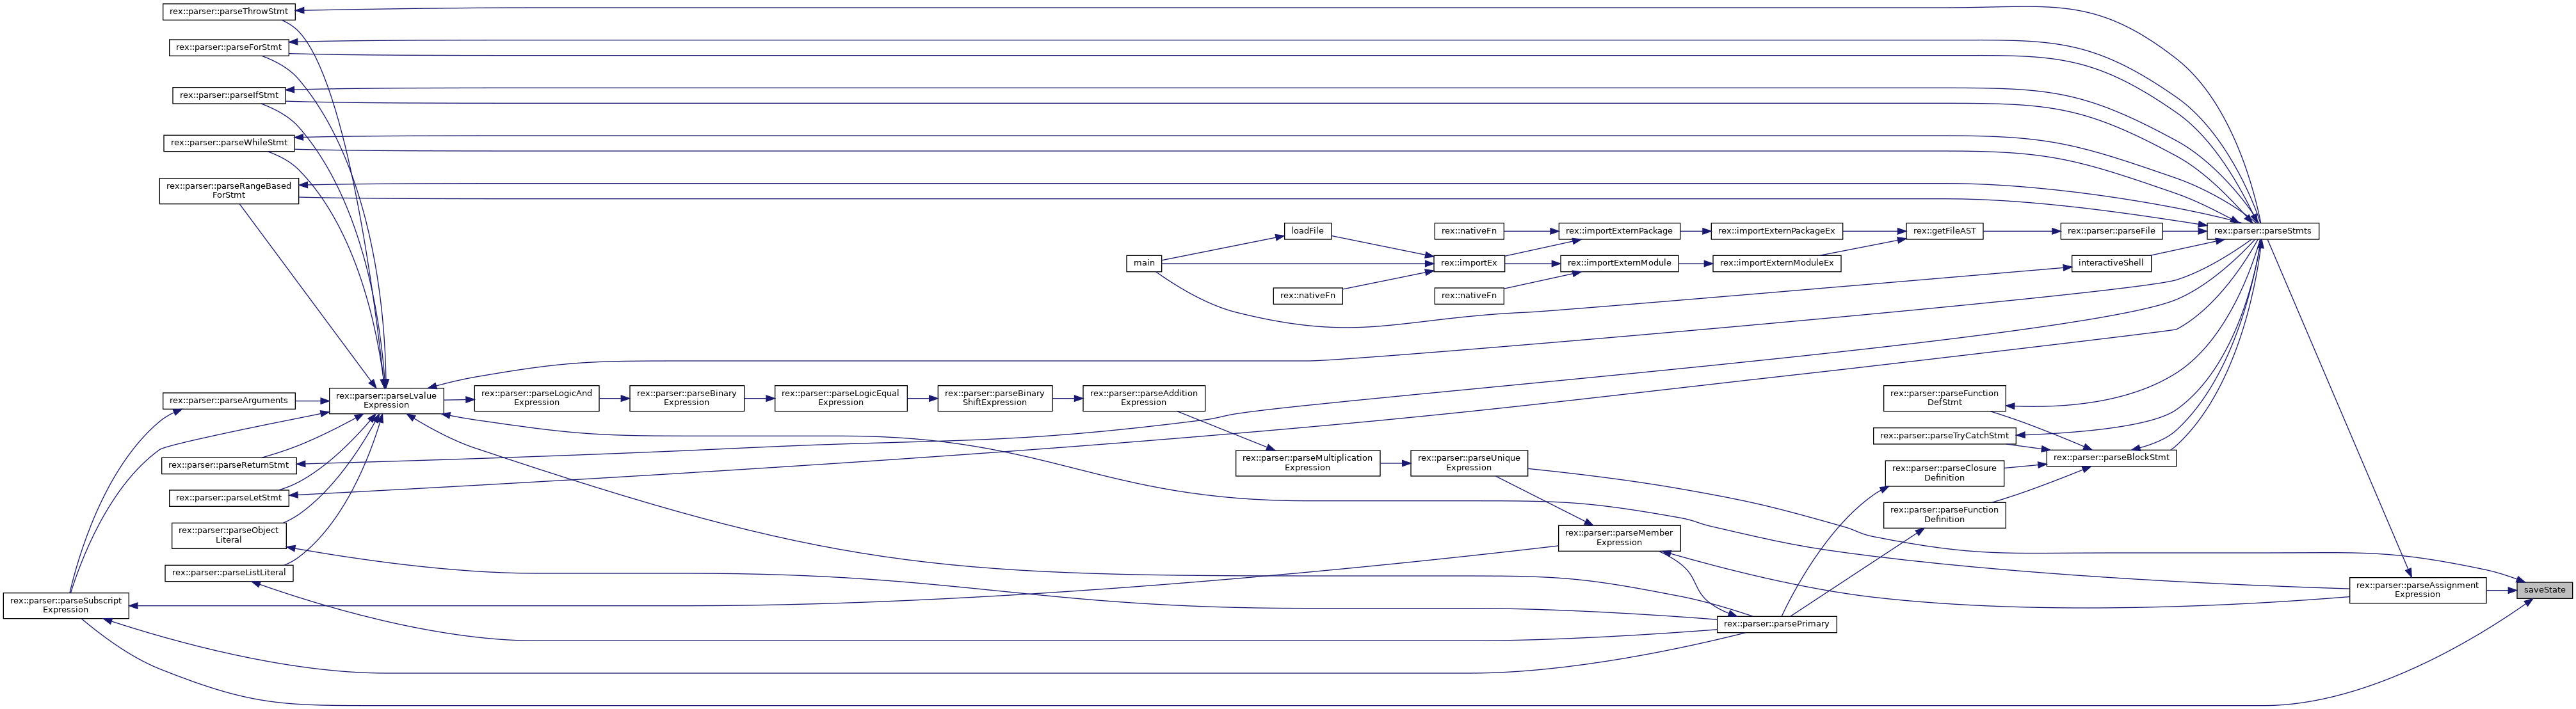 rex::parser::parseThrowStmt
rex::parser::parseForStmt
rex::parser::parseIfStmt
rex::parser::parseWhileStmt
rex::parser::parseRangeBased
ForStmt
rex::parser::parseStmts
rex::parser::parseFile
rex::getFileAST
rex::importExternPackageEx
rex::importExternPackage
rex::nativeFn
loadFile
main
rex::importEx
rex::importExternModule
rex::importExternModuleEx
interactiveShell
rex::nativeFn
rex::nativeFn
rex::parser::parseArguments
rex::parser::parseLvalue
Expression
rex::parser::parseLogicAnd
Expression
rex::parser::parseBinary
Expression
rex::parser::parseLogicEqual
Expression
rex::parser::parseBinary
ShiftExpression
rex::parser::parseAddition
Expression
rex::parser::parseFunction
DefStmt
rex::parser::parseTryCatchStmt
rex::parser::parseBlockStmt
rex::parser::parseReturnStmt
rex::parser::parseMultiplication
Expression
rex::parser::parseUnique
Expression
rex::parser::parseClosure
Definition
rex::parser::parseLetStmt
rex::parser::parseFunction
Definition
rex::parser::parseObject
Literal
rex::parser::parseMember
Expression
rex::parser::parseListLiteral
rex::parser::parseAssignment
Expression
saveState
rex::parser::parseSubscript
Expression
rex::parser::parsePrimary